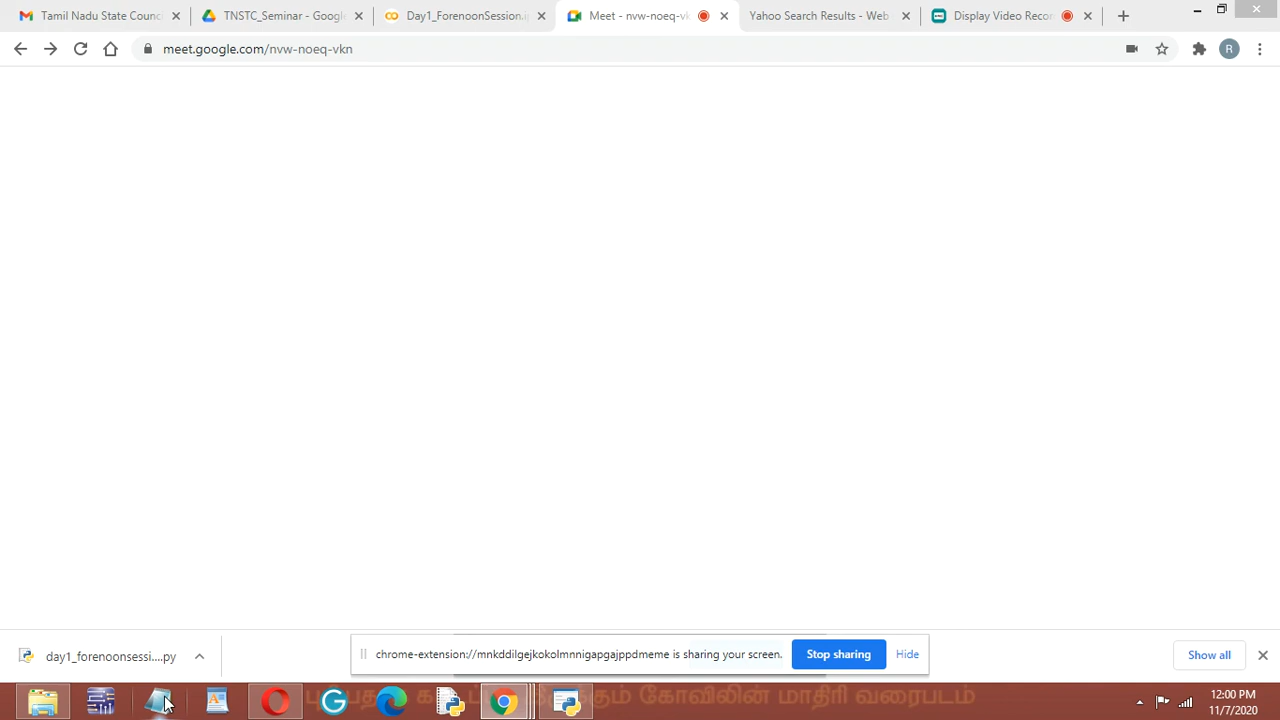 Tamil Nadu State Counc
TNSTC_Seminar - Google
Day1_ForenoonSession.i
Meet - nvw-noeq-vk
Yahoo Search Results - Web
Display Video Recor
meet.google.com/nvw-noeq-vkn
R
day1_forenoonsessi....py
chrome-extension://mnkddilgejkokolmnnigapgajppdmeme is sharing your screen.
Stop sharing
Hide
Show all
கோவிலின் மாதிரி வரைபடம்
12:00 PM
11/7/2020